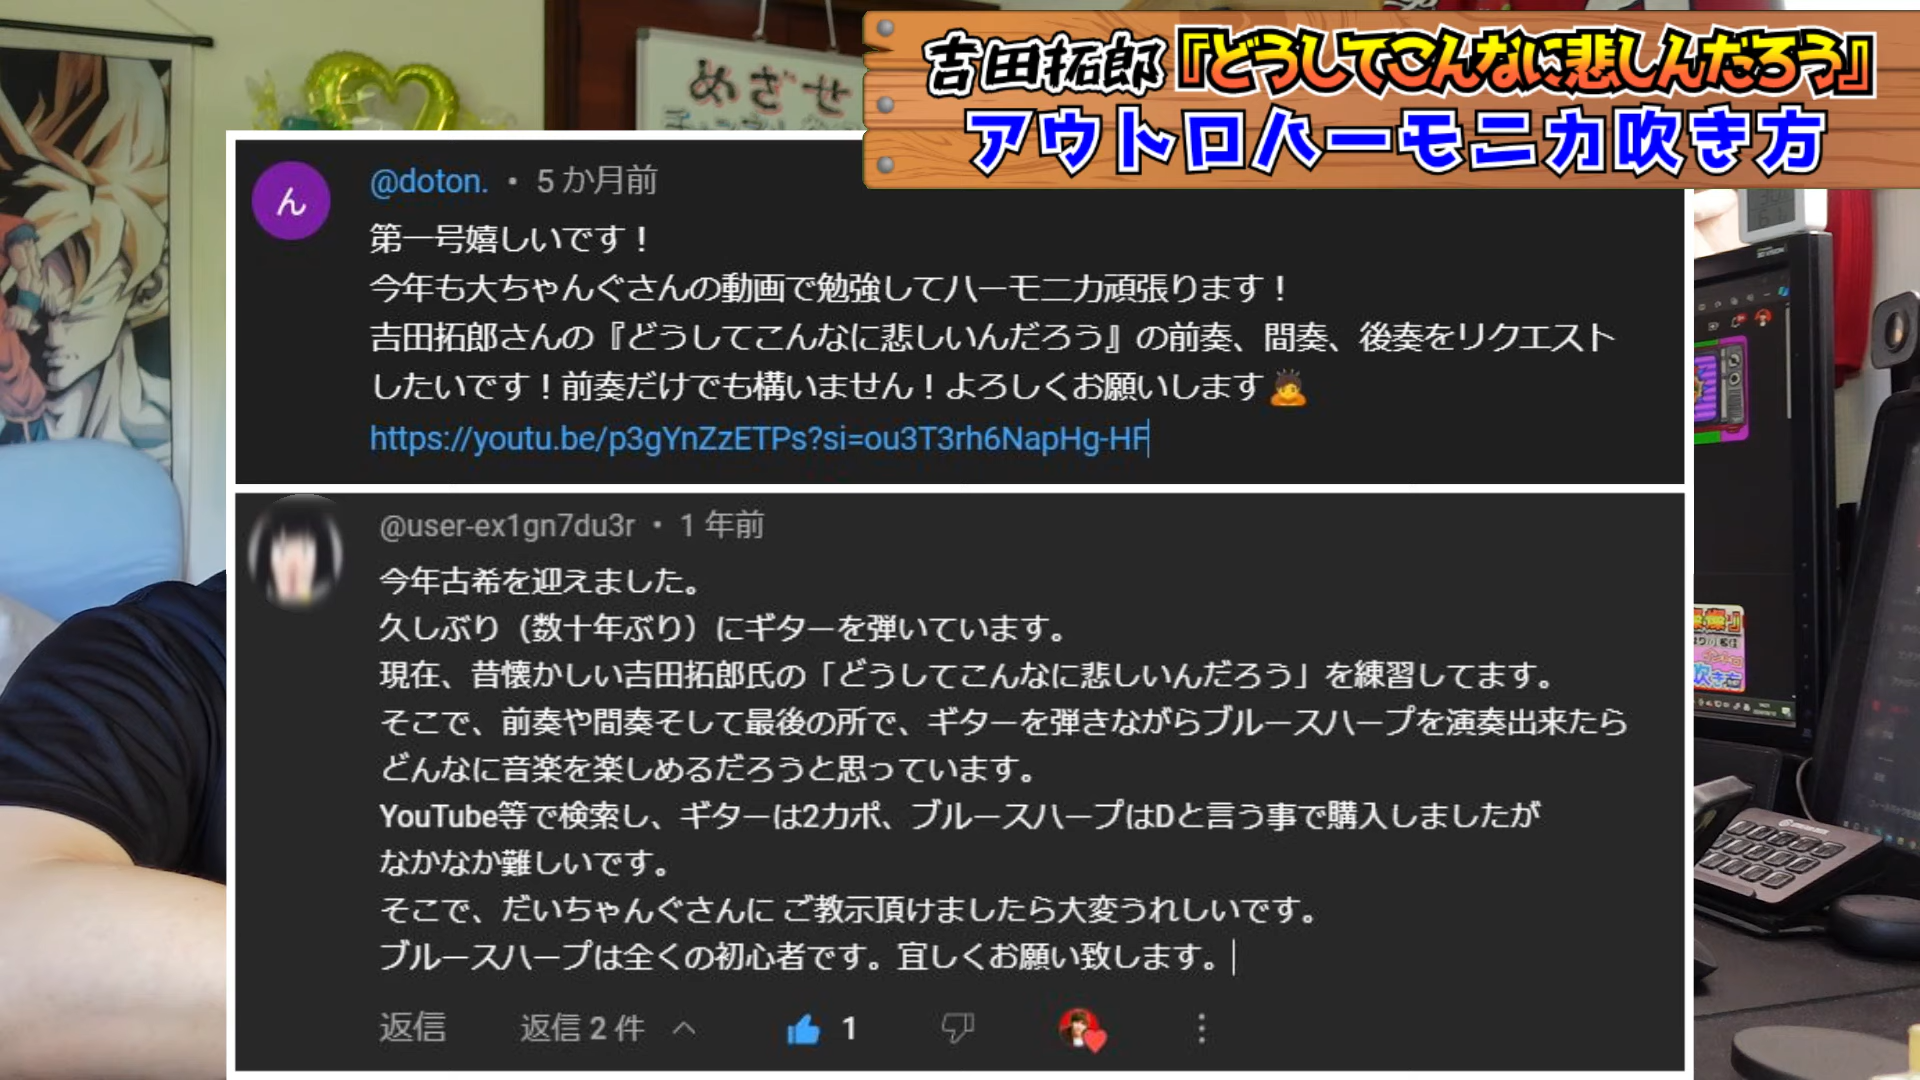 吉田拓郎『どうしてこんなに悲しんだろう』
アウトロハーモニカ吹き方
めざせ
ん
@doton. ・ 5 か月前
第一号嬉しいです！
今年も大ちゃんぐさんの動画で勉強してハーモニカ頑張ります！
吉田拓郎さんの『どうしてこんなに悲しいんだろう』の前奏、間奏、後奏をリクエスト
したいです！前奏だけでも構いません！よろしくお願いします🙇
https://youtu.be/p3gYnZzETPs?si=ou3T3rh6NapHg-HF
@user-ex1gn7du3r ・ 1 年前
今年古希を迎えました。
久しぶり（数十年ぶり）にギターを弾いています。
現在、昔懐かしい吉田拓郎氏の「どうしてこんなに悲しいんだろう」を練習してます。
そこで、前奏や間奏そして最後の所で、ギターを弾きながらブルースハープを演奏出来たら
どんなに音楽を楽しめるだろうと思っています。
YouTube等で検索し、ギターは2カポ、ブルースハープはDと言う事で購入しましたが
なかなか難しいです。
そこで、だいちゃんぐさんに ご教示頂けましたら大変うれしいです。
ブルースハープは全くの初心者です。宜しくお願い致します。
返信 返信 2 件 1
吹き方